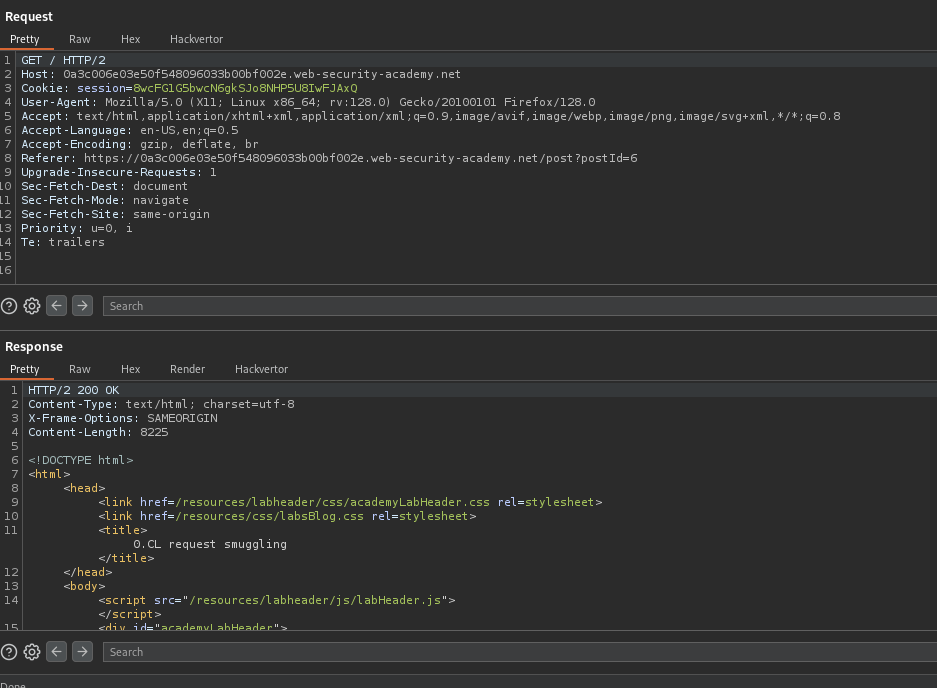 Request
Pretty Raw Hex Hackvertor
1 GET / HTTP/2
2 Host: 0a3c006e03e50f548096033b00bf002e.web-security-academy.net
3 Cookie: session=8wcFGlG5bwcN6gkSJo8NHP5U8IwFJAxQ
4 User-Agent: Mozilla/5.0 (X11; Linux x86_64; rv:128.0) Gecko/20100101 Firefox/128.0
5 Accept: text/html,application/xhtml+xml,application/xml;q=0.9,image/avif,image/webp,image/png,image/svg+xml,*/*;q=0.8
6 Accept-Language: en-US,en;q=0.5
7 Accept-Encoding: gzip, deflate, br
8 Referer: https://0a3c006e03e50f548096033b00bf002e.web-security-academy.net/post?postId=6
9 Upgrade-Insecure-Requests: 1
10 Sec-Fetch-Dest: document
11 Sec-Fetch-Mode: navigate
12 Sec-Fetch-Site: same-origin
13 Priority: u=0, i
14 Te: trailers
15
16
Search
Response
Pretty Raw Hex Render Hackvertor
1 HTTP/2 200 OK
2 Content-Type: text/html; charset=utf-8
3 X-Frame-Options: SAMEORIGIN
4 Content-Length: 8225
5
6 <!DOCTYPE html>
7 <html>
8 <head>
9 <link href=/resources/labheader/css/academyLabHeader.css rel=stylesheet>
10 <link href=/resources/css/labsBlog.css rel=stylesheet>
11 <title>
0.CL request smuggling
</title>
12 </head>
13 <body>
14 <script src="/resources/labheader/js/labHeader.js">
</script>
15 <div id="academyLabHeader">
Search
Done